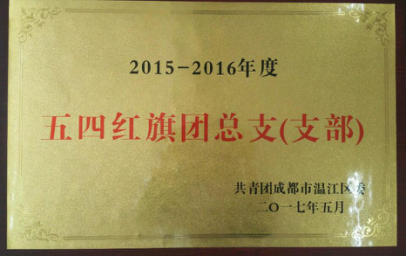 2015-2016年度
五四红旗团总支(支部)
共青团成都市温江区委
二〇一七年五月